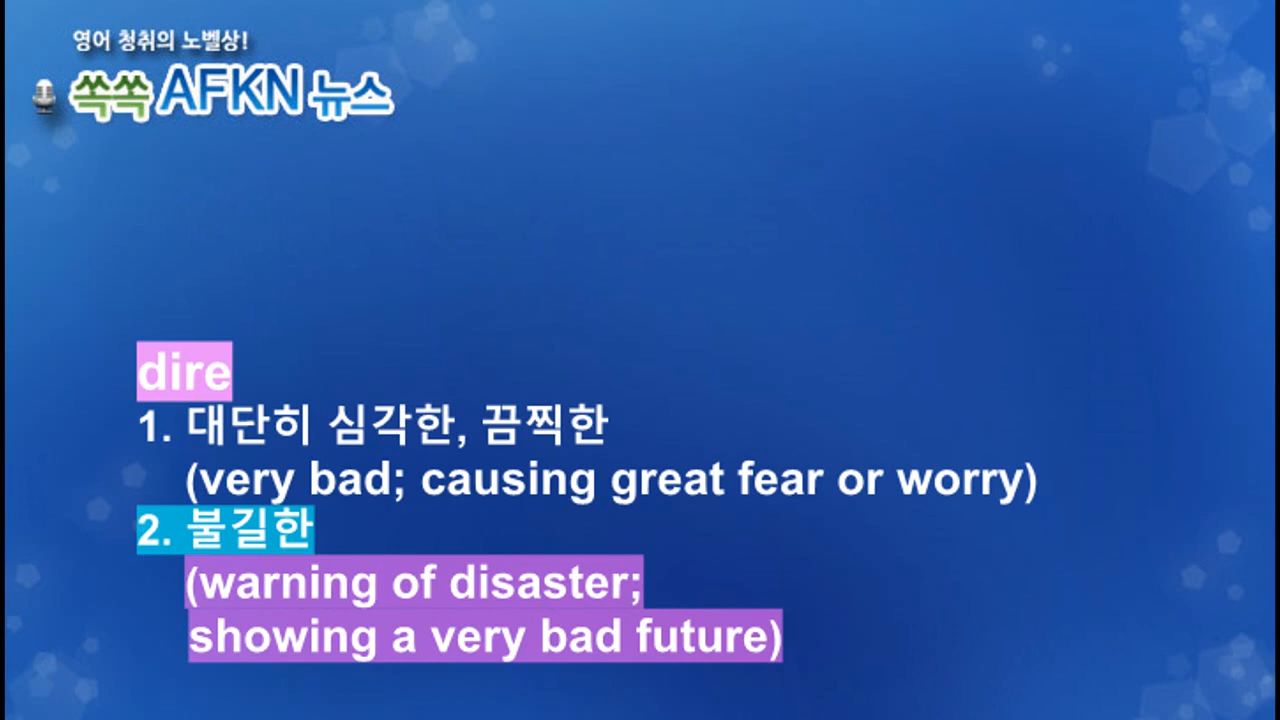 영어 청취의 노벨상!
쏙쏙 AFKN 뉴스
dire
1. 대단히 심각한, 끔찍한
(very bad; causing great fear or worry)
2. 불길한
(warning of disaster;
showing a very bad future)